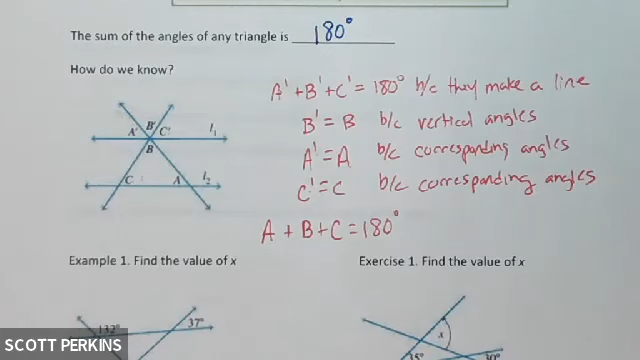 The sum of the angles of any triangle is 180°
How do we know?
A' + B' + C' = 180° b/c they make a line
B' = B b/c vertical angles
A' = A b/c corresponding angles
C' = C b/c corresponding angles
A + B + C = 180°
A' B' C' l₁
B
C A l₂
Example 1. Find the value of x
Exercise 1. Find the value of x
132° 37°
x
35° 30°
SCOTT PERKINS